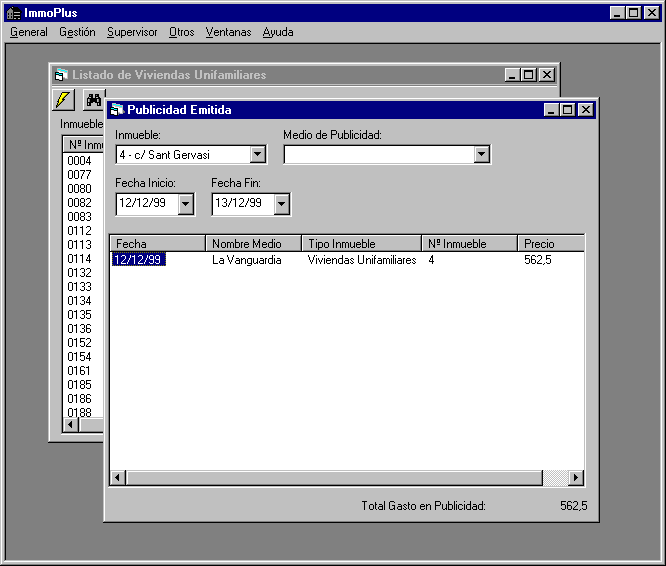 ImmoPlus
General Gestión Supervisor Otros Ventanas Ayuda
Listado de Viviendas Unifamiliares
Inmueble
Nº Inmu
0004
0077
0080
0082
0083
0112
0113
0114
0132
0133
0134
0135
0136
0152
0154
0161
0185
0186
0188
Publicidad Emitida
Inmueble: Medio de Publicidad:
4 - c/ Sant Gervasi
Fecha Inicio: Fecha Fin:
12/12/99 13/12/99
Fecha Nombre Medio Tipo Inmueble Nº Inmueble Precio
12/12/99 La Vanguardia Viviendas Unifamiliares 4 562,5
Total Gasto en Publicidad: 562,5